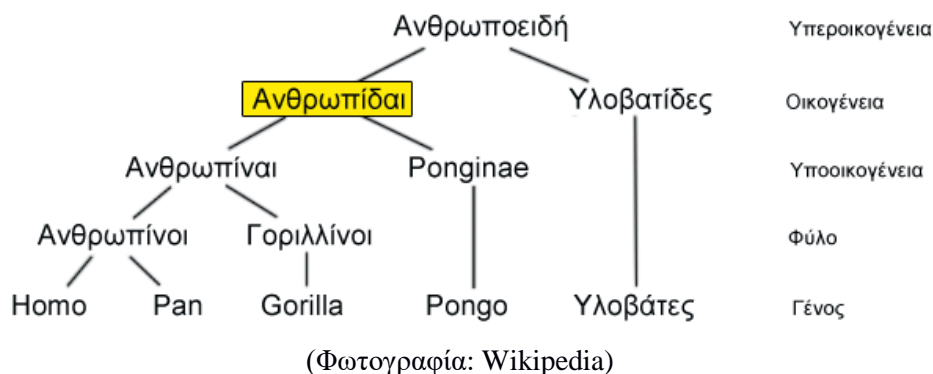 Ανθρωποειδή Υπεροικογένεια
Ανθρωπίδαι Υλοβατίδες Οικογένεια
Ανθρωπίναι Ponginae Υποοικογένεια
Ανθρωπίνοι Γοριλλίνοι Φύλο
Homo Pan Gorilla Pongo Υλοβάτες Γένος
(Φωτογραφία: Wikipedia)